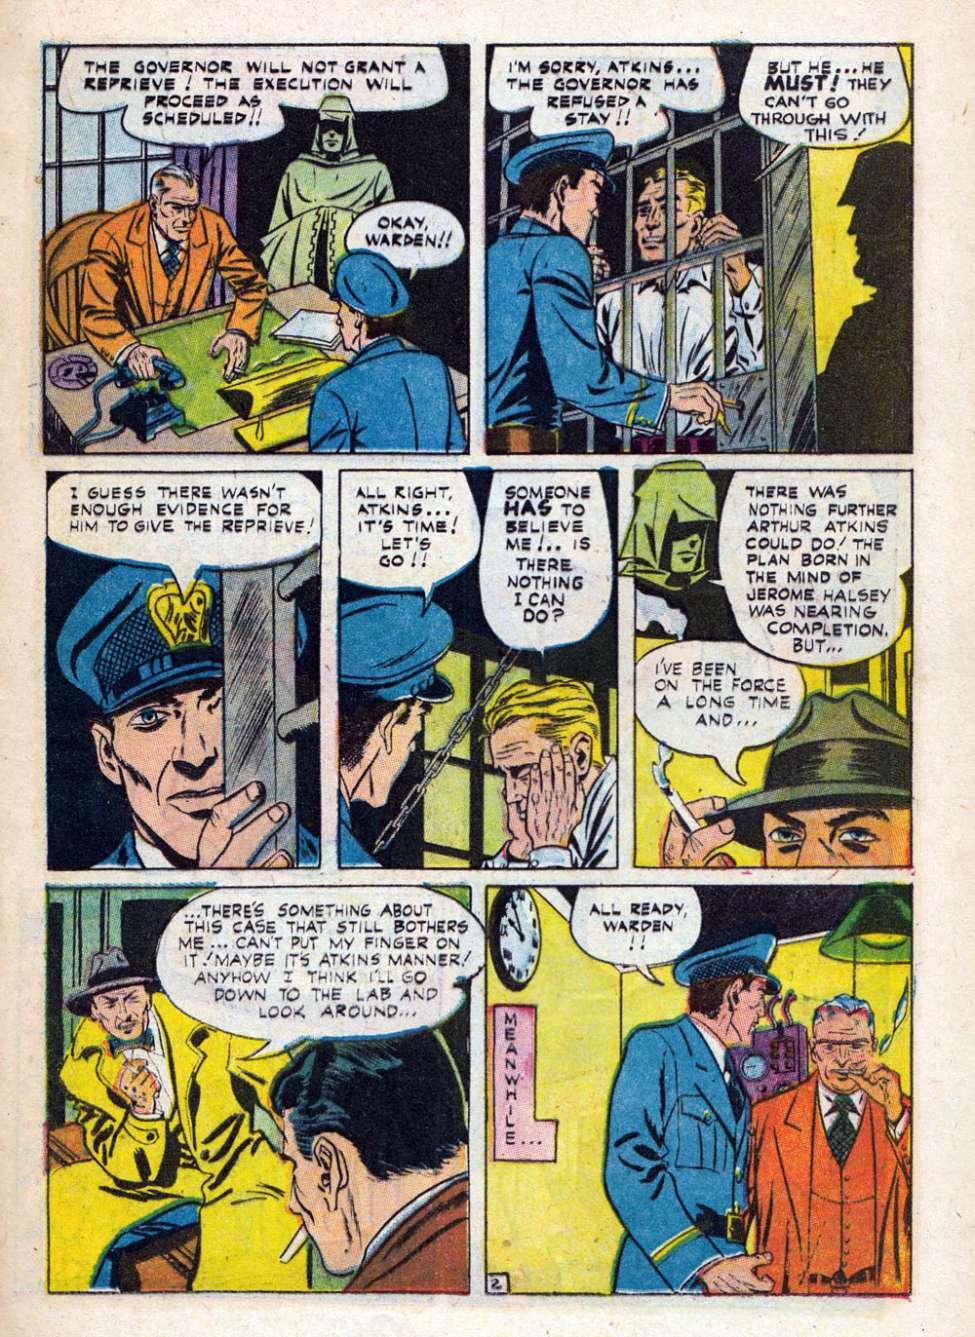 THE GOVERNOR WILL NOT GRANT A
REPRIEVE! THE EXECUTION WILL
PROCEED AS
SCHEDULED!!
OKAY,
WARDEN!!
I'M SORRY, ATKINS...
THE GOVERNOR HAS
REFUSED A
STAY!!
BUT HE...HE
MUST! THEY
CAN'T GO
THROUGH WITH
THIS!
I GUESS THERE WASN'T
ENOUGH EVIDENCE FOR
HIM TO GIVE THE REPRIEVE!
ALL RIGHT,
ATKINS...
IT'S TIME!
LET'S
GO!!
SOMEONE
HAS TO
BELIEVE
ME!.. IS
THERE
NOTHING
I CAN
DO?
THERE WAS
NOTHING FURTHER
ARTHUR ATKINS
COULD DO! THE
PLAN BORN IN
THE MIND OF
JEROME HALSEY
WAS NEARING
COMPLETION,
BUT...
I'VE BEEN
ON THE FORCE
A LONG TIME
AND...
...THERE'S SOMETHING ABOUT
THIS CASE THAT STILL BOTHERS
ME... CAN'T PUT MY FINGER ON
IT! MAYBE IT'S ATKINS MANNER!
ANYHOW I THINK I'LL GO
DOWN TO THE LAB AND
LOOK AROUND...
MEANWHILE...
ALL READY,
WARDEN
!!
2